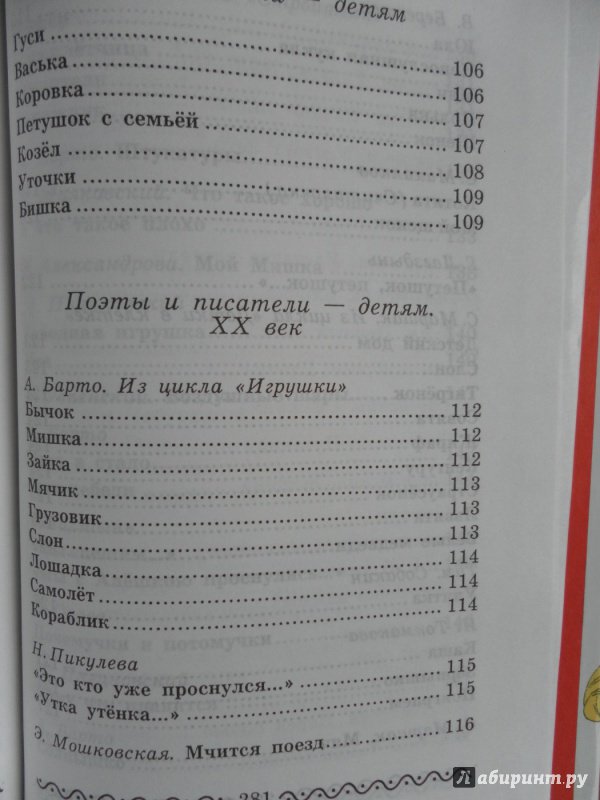 — детям
Гуси 106
Васька 106
Коровка 107
Петушок с семьёй 107
Козёл 108
Уточки 109
Бишка 109
Поэты и писатели — детям.
XX век
А. Барто. Из цикла «Игрушки»
Бычок 112
Мишка 112
Зайка 112
Мячик 113
Грузовик 113
Слон 113
Лошадка 114
Самолёт 114
Кораблик 114
Н. Пикулева
«Это кто уже проснулся...» 115
«Утка утёнка...» 115
Э. Мошковская. Мчится поезд 116
281
лабиринт.ру